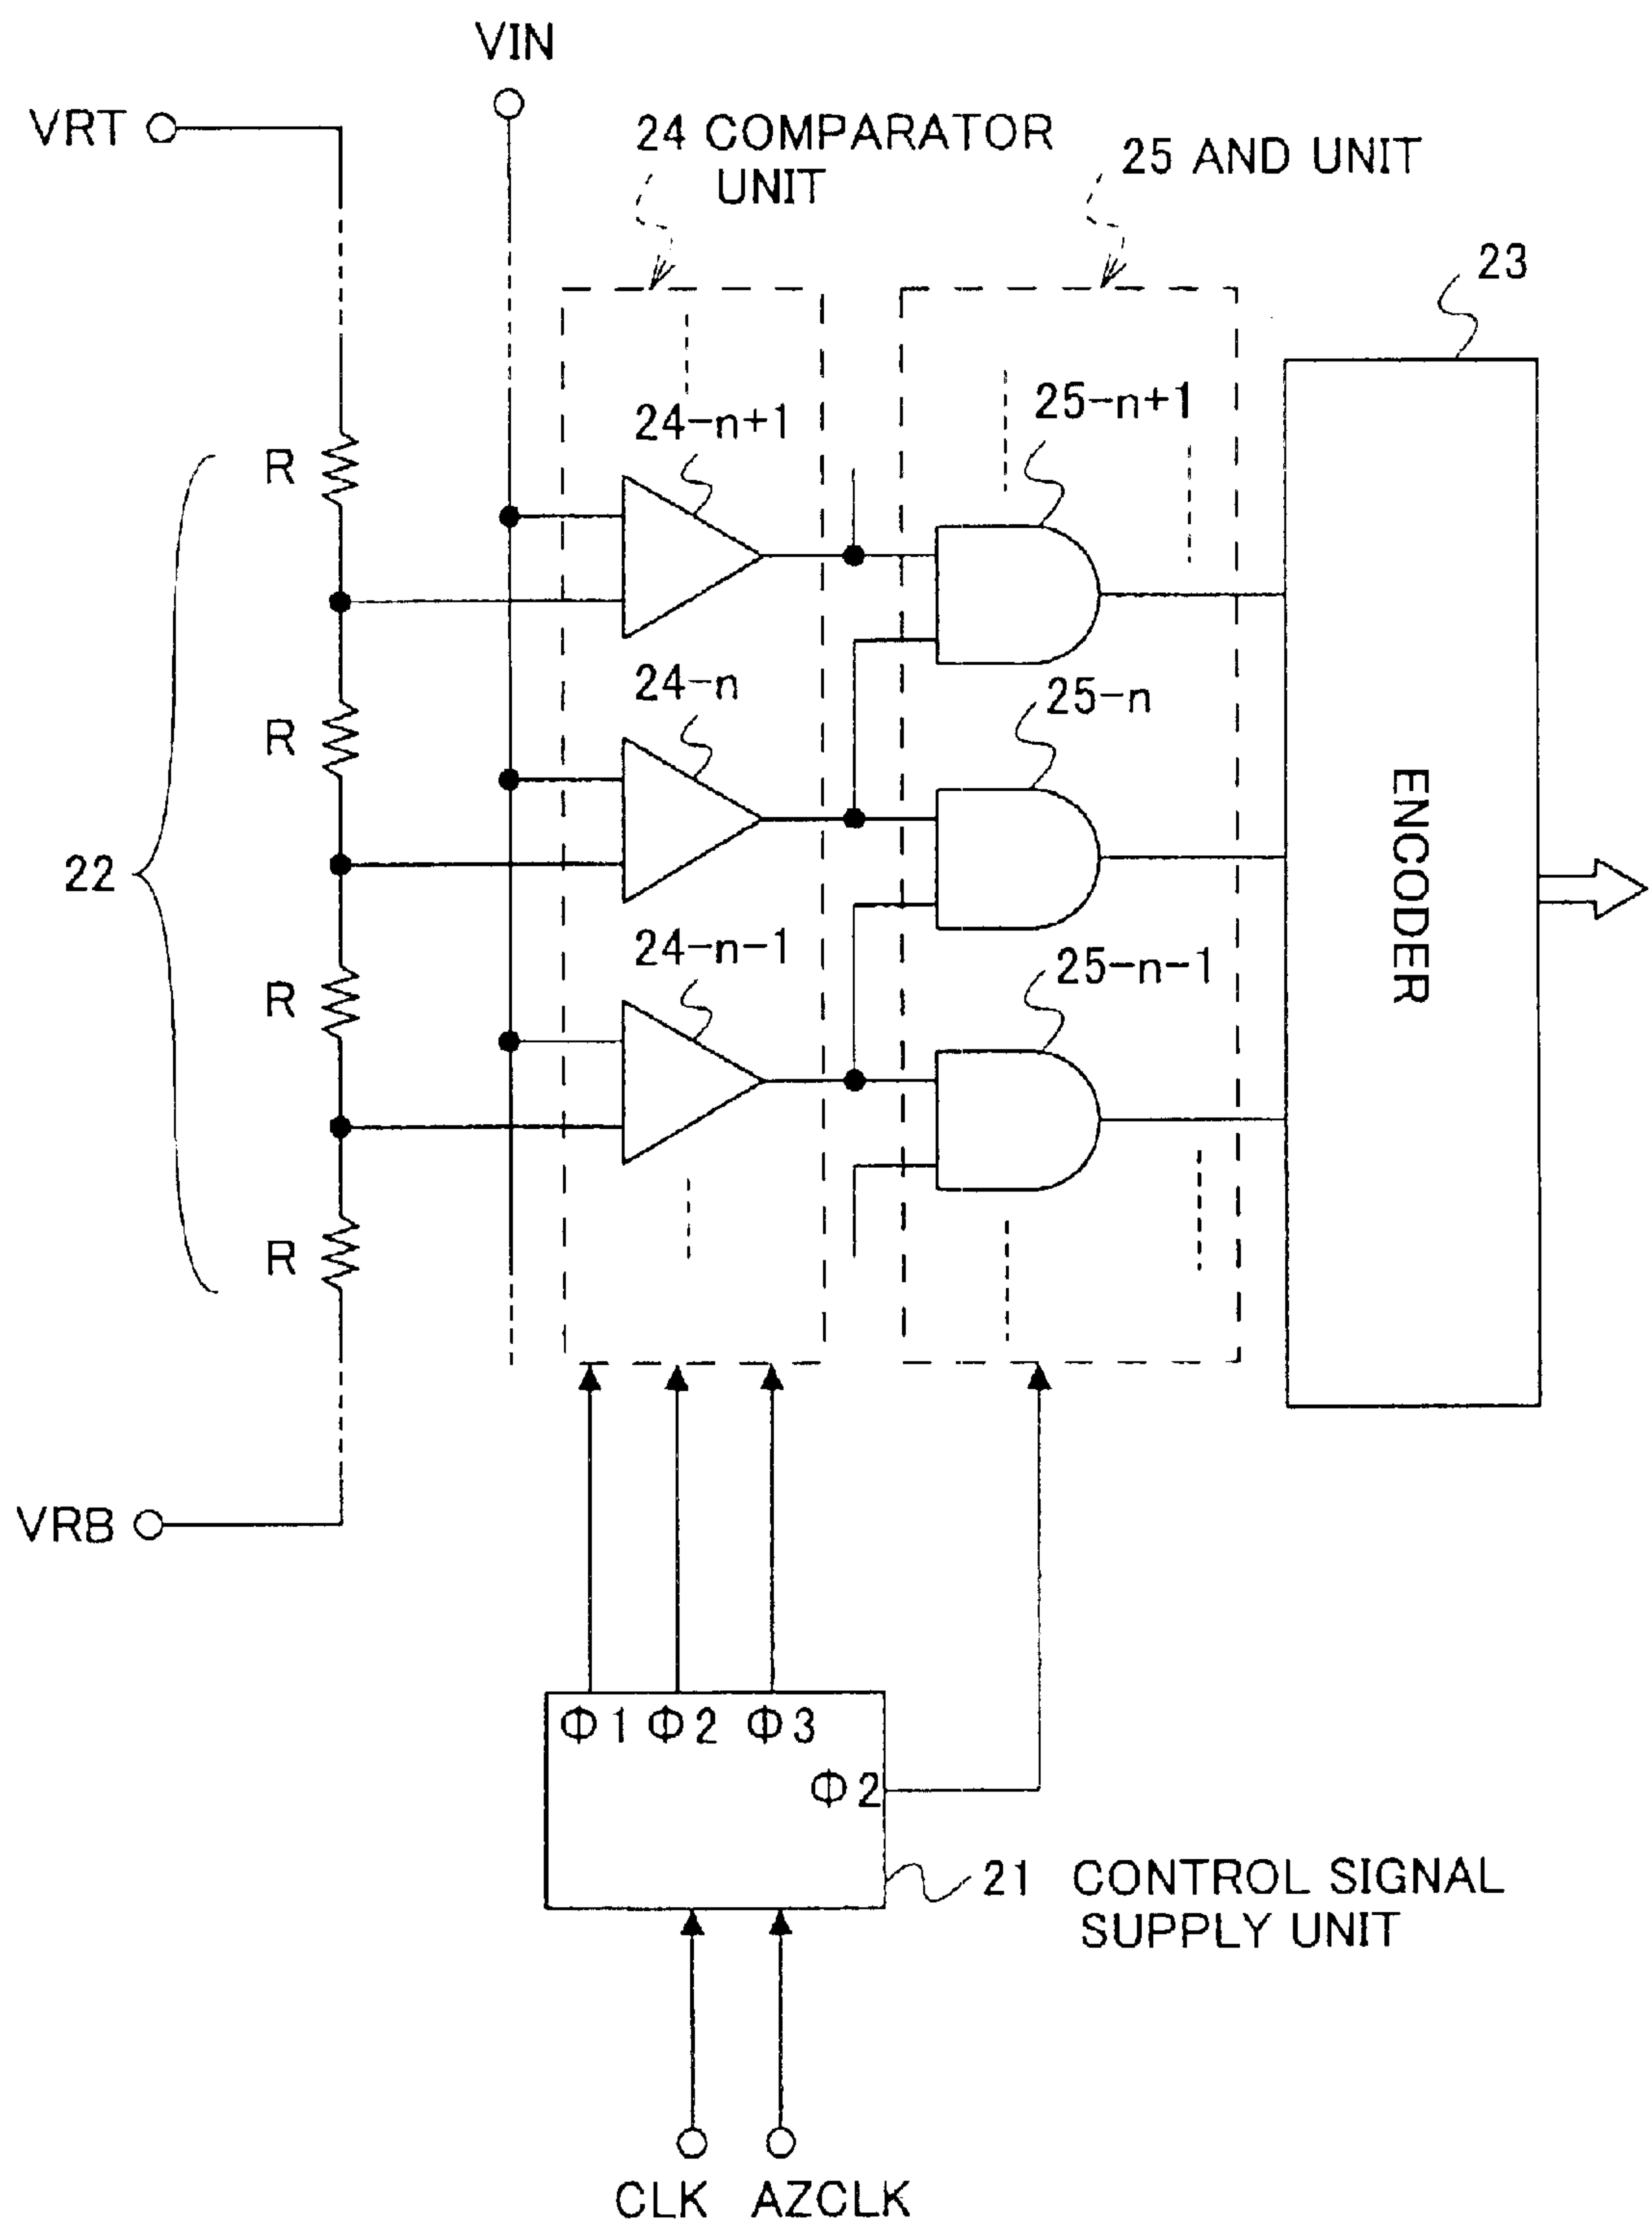 VIN
VRT
24 COMPARATOR
UNIT
25 AND UNIT
23
24-n+1
25-n+1
R
24-n
25-n
R
22
ENCODER
24-n-1
25-n-1
R
R
VRB
Φ1 Φ2 Φ3
Φ2
21 CONTROL SIGNAL
SUPPLY UNIT
CLK AZCLK